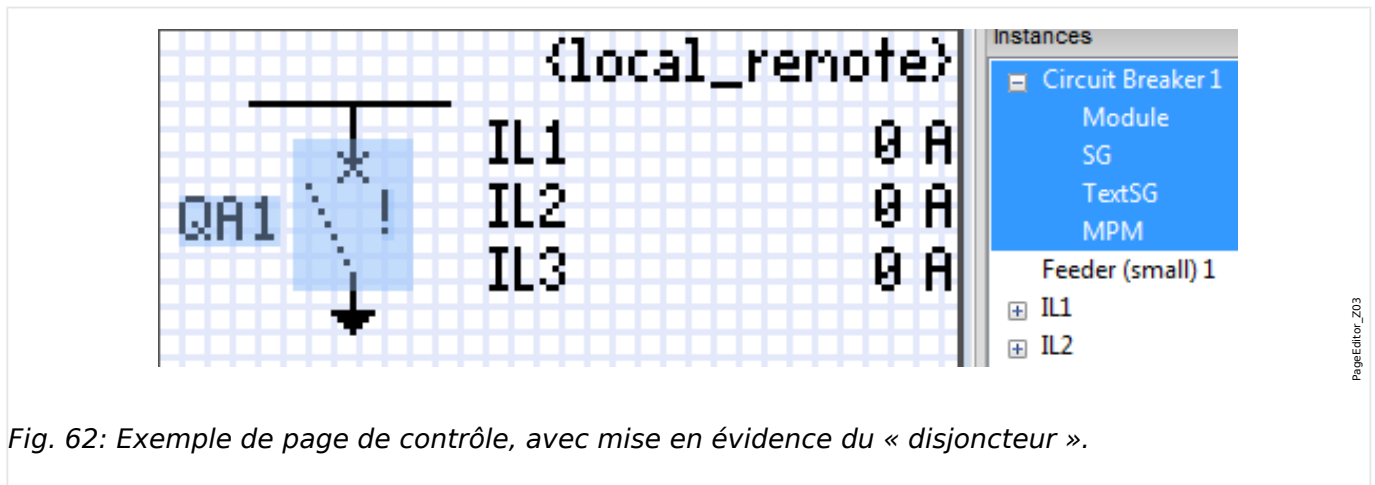 {local_remote}
IL1 0 A
QA1 ! IL2 0 A
IL3 0 A
Instances
Circuit Breaker 1
Module
SG
TextSG
MPM
Feeder (small) 1
IL1
IL2
PageEditor_Z03
Fig. 62: Exemple de page de contrôle, avec mise en évidence du « disjoncteur ».